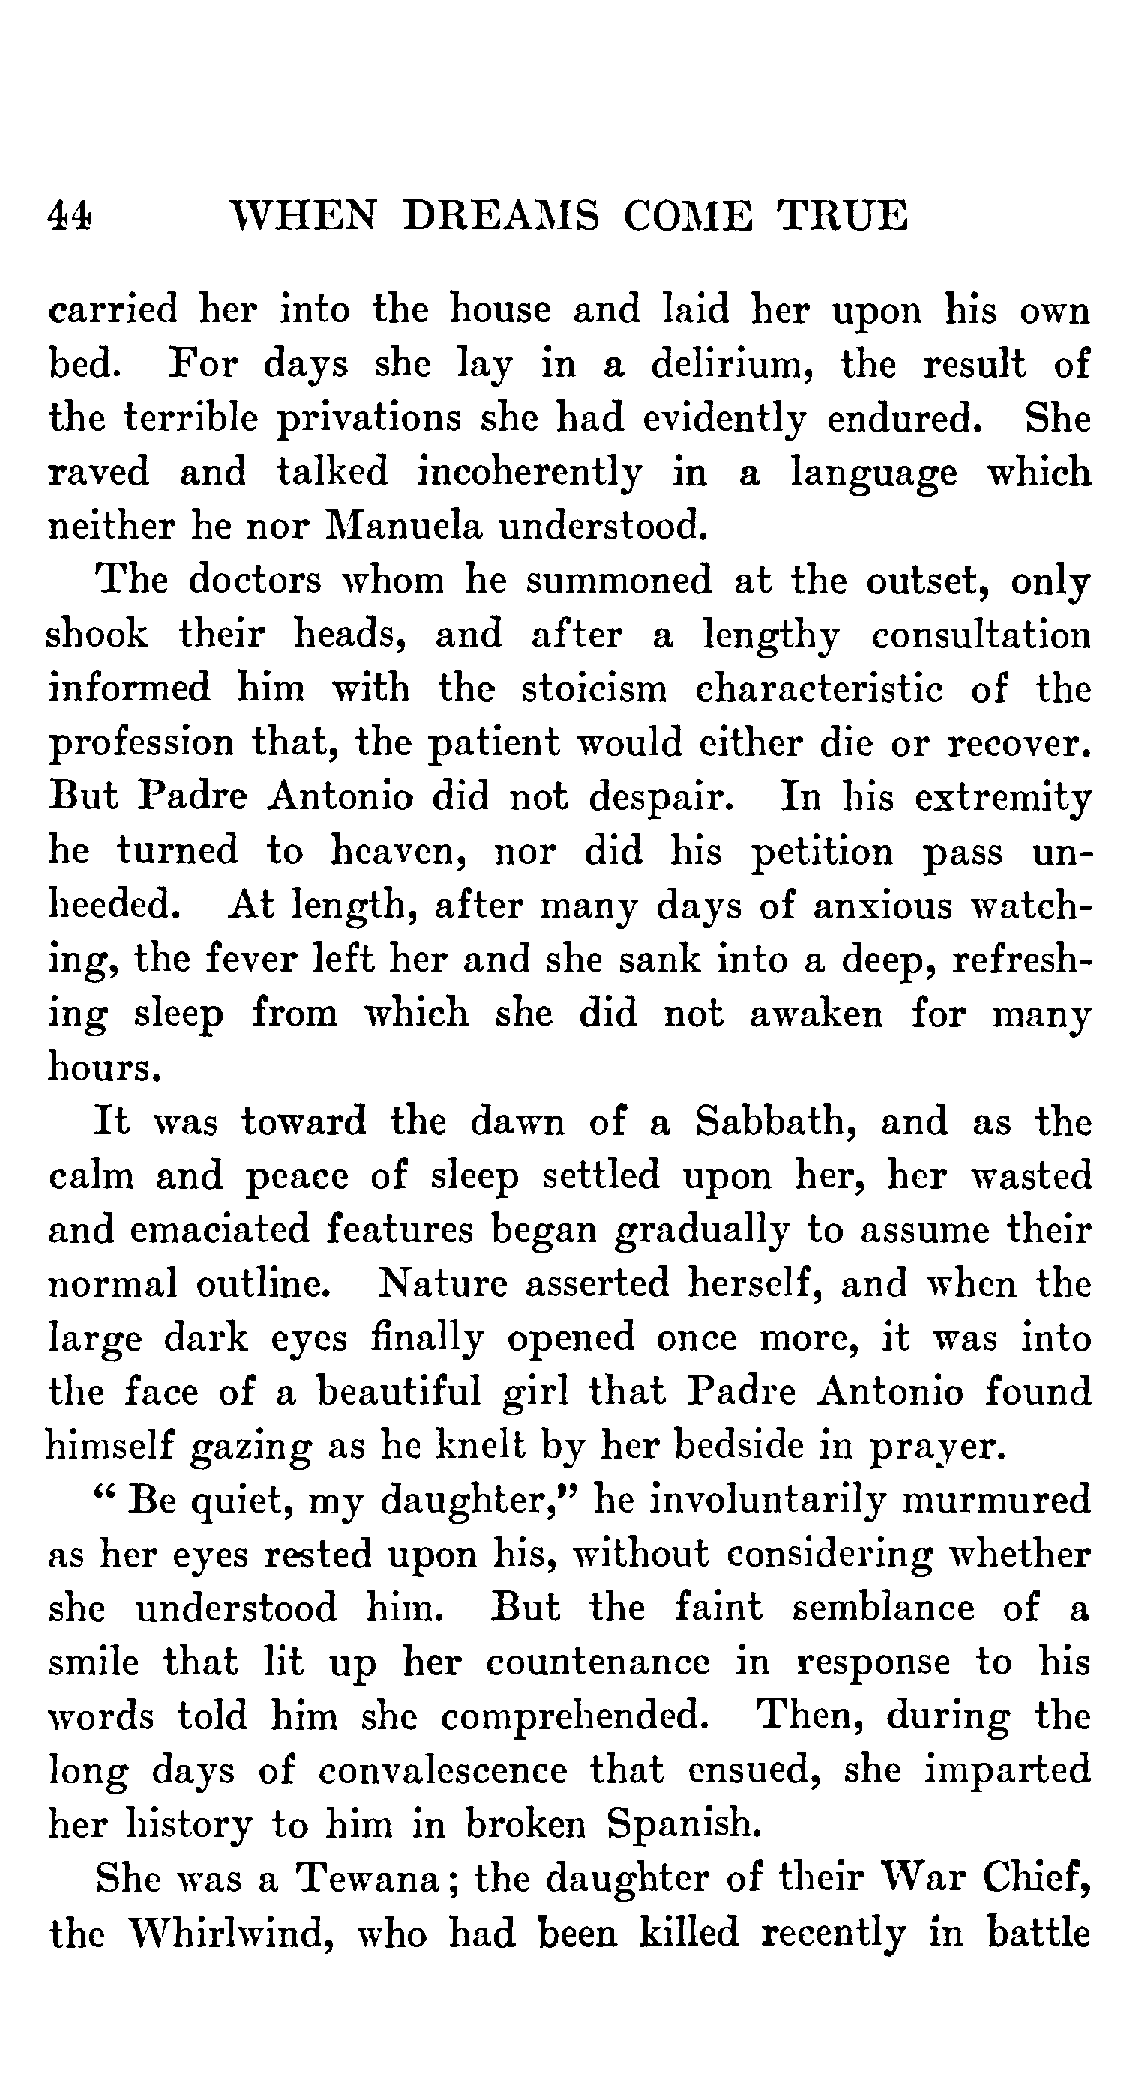 44 WHEN DREAMS COME TRUE
carried her into the house and laid her upon his own
bed. For days she lay in a delirium, the result of
the terrible privations she had evidently endured. She
raved and talked incoherently in a language which
neither he nor Manuela understood.
The doctors whom he summoned at the outset, only
shook their heads, and after a lengthy consultation
informed him with the stoicism characteristic of the
profession that, the patient would either die or recover.
But Padre Antonio did not despair. In his extremity
he turned to heaven, nor did his petition pass un-
heeded. At length, after many days of anxious watch-
ing, the fever left her and she sank into a deep, refresh-
ing sleep from which she did not awaken for many
hours.
It was toward the dawn of a Sabbath, and as the
calm and peace of sleep settled upon her, her wasted
and emaciated features began gradually to assume their
normal outline. Nature asserted herself, and when the
large dark eyes finally opened once more, it was into
the face of a beautiful girl that Padre Antonio found
himself gazing as he knelt by her bedside in prayer.
“ Be quiet, my daughter,” he involuntarily murmured
as her eyes rested upon his, without considering whether
she understood him. But the faint semblance of a
smile that lit up her countenance in response to his
words told him she comprehended. Then, during the
long days of convalescence that ensued, she imparted
her history to him in broken Spanish.
She was a Tewana; the daughter of their War Chief,
the Whirlwind, who had been killed recently in battle